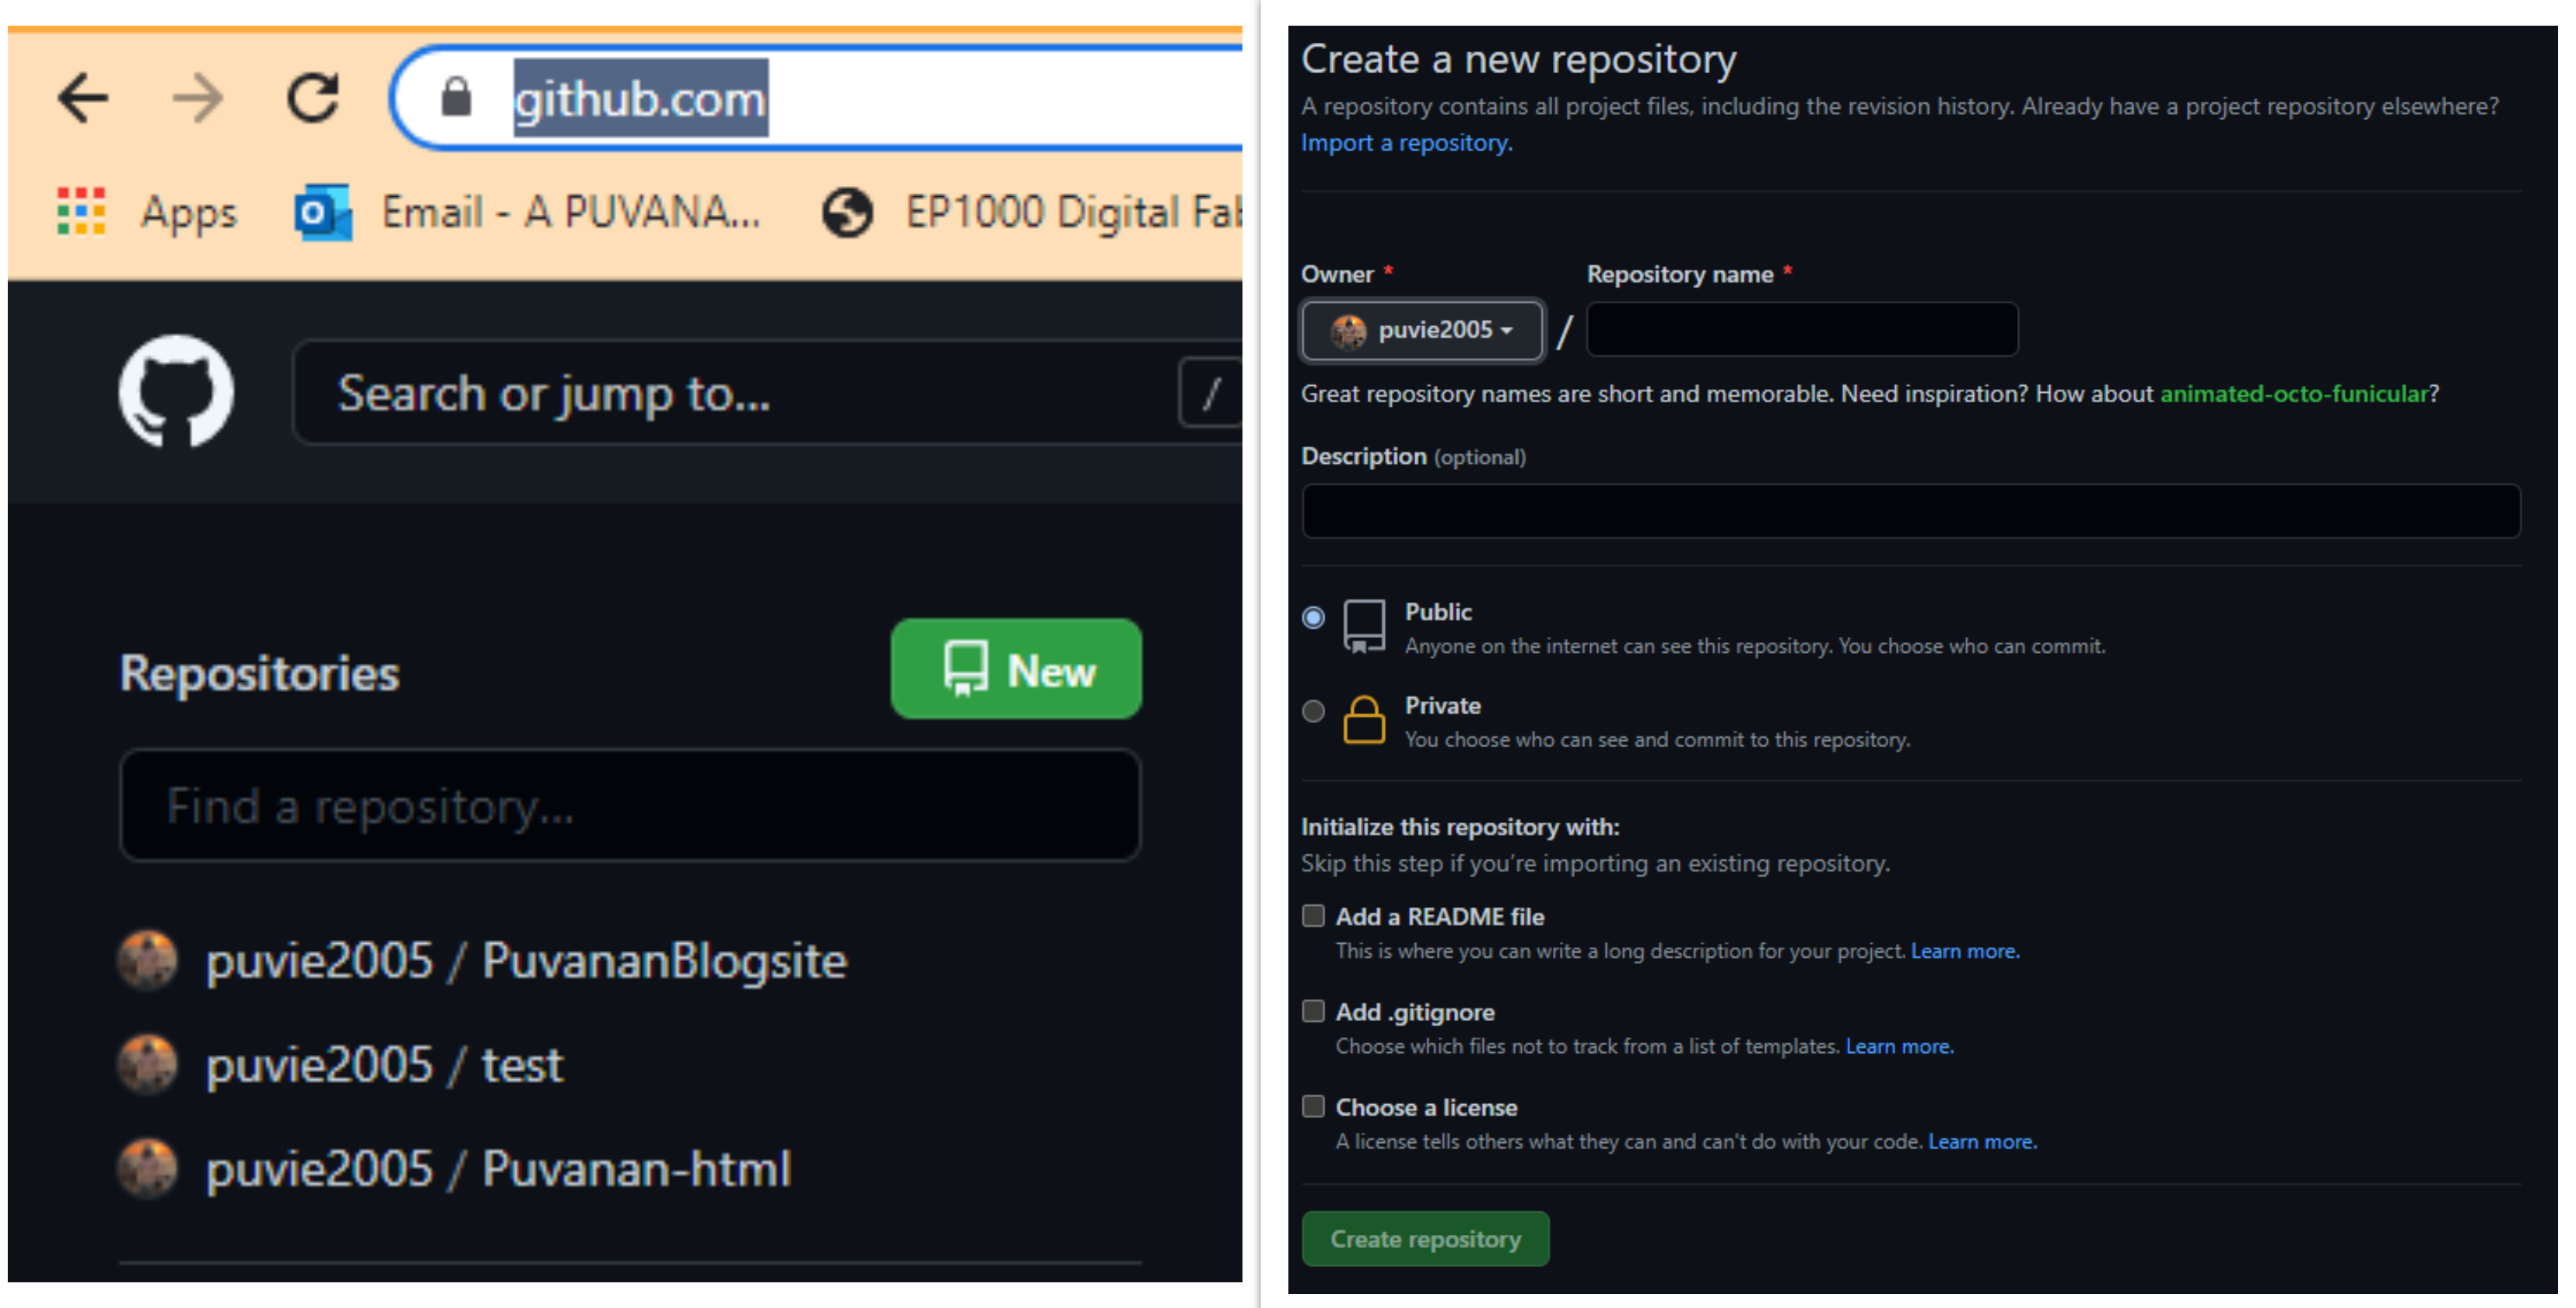 github.com
Apps Email - A PUVANA... EP1000 Digital
Search or jump to... /
Repositories New
Find a repository...
puvie2005 / PuvananBlogsite
puvie2005 / test
puvie2005 / Puvanan-html
Create a new repository
A repository contains all project files, including the revision history. Already have a project repository elsewhere?
Import a repository.
Owner * Repository name *
puvie2005 /
Great repository names are short and memorable. Need inspiration? How about animated-octo-funicular?
Description (optional)
Public
Anyone on the internet can see this repository. You choose who can commit.
Private
You choose who can see and commit to this repository.
Initialize this repository with:
Skip this step if you're importing an existing repository.
Add a README file
This is where you can write a long description for your project. Learn more.
Add .gitignore
Choose which files not to track from a list of templates. Learn more.
Choose a license
A license tells others what they can and can't do with your code. Learn more.
Create repository